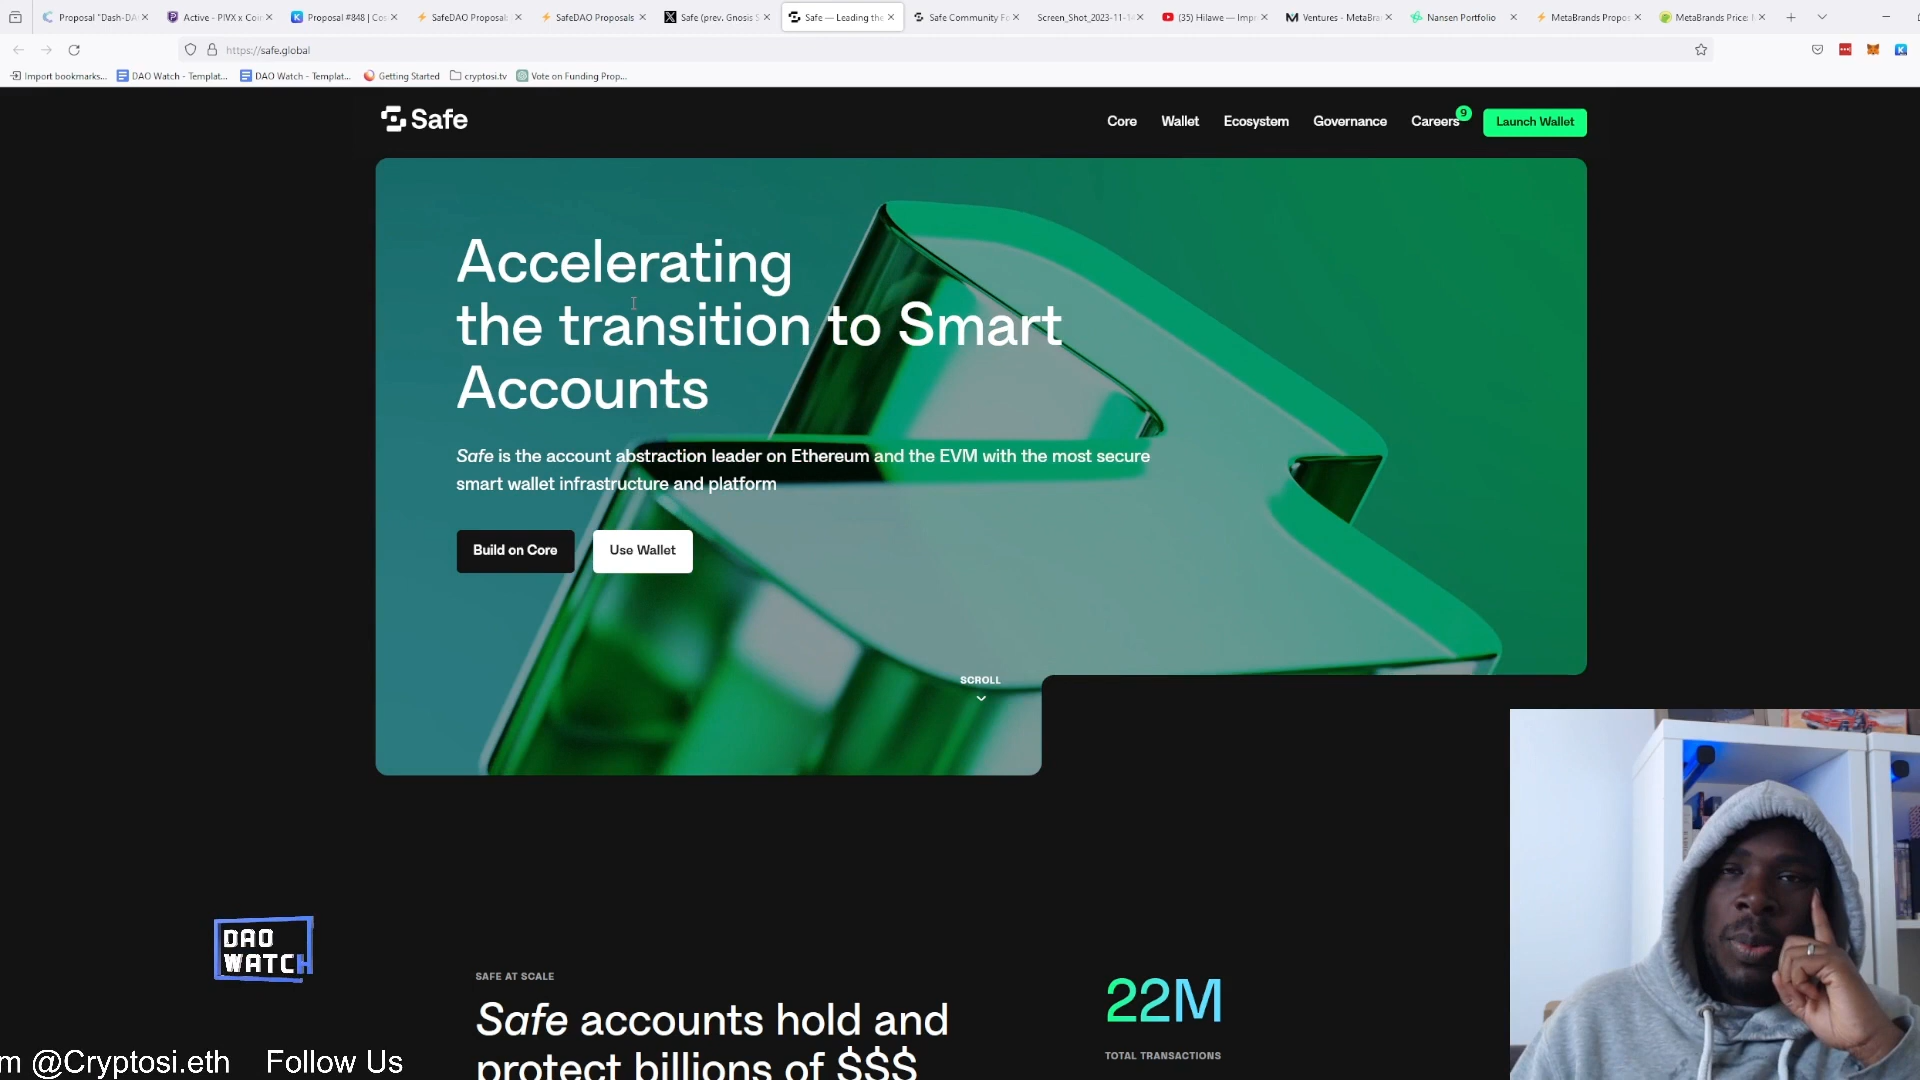 Proposal "Dash-DA
Active - PIVX x Cou
Proposal #848 | Cos
SafeDAO Proposal
SafeDAO Proposals
Safe (prev. Gnosis S
Safe — Leading the
Safe Community Fo
Screen_Shot_2023-11-1
(35) Hilawe — Imp
Ventures - MetaBra
Nansen Portfolio
MetaBrands Propo
MetaBrands Price:
https://safe.global
Import bookmarks...
DAO Watch - Templat...
DAO Watch - Templat...
Getting Started
cryptosi.tv
Vote on Funding Prop...
Safe
Core
Wallet
Ecosystem
Governance
Careers
9
Launch Wallet
Accelerating
the transition to Smart
Accounts
Safe is the account abstraction leader on Ethereum and the EVM with the most secure
smart wallet infrastructure and platform
Build on Core
Use Wallet
SCROLL
DAO
WATCH
SAFE AT SCALE
Safe accounts hold and
protect billions of $$$
22M
TOTAL TRANSACTIONS
m @Cryptosi.eth
Follow Us